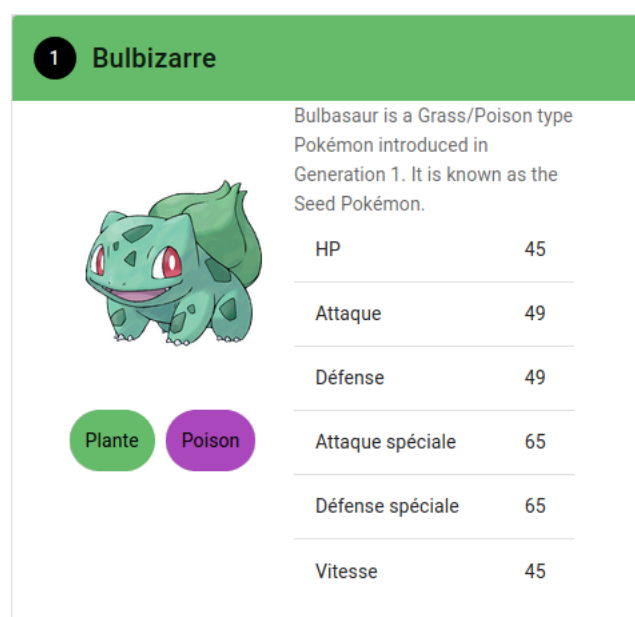 1 Bulbizarre
Bulbasaur is a Grass/Poison type
Pokémon introduced in
Generation 1. It is known as the
Seed Pokémon.
HP 45
Attaque 49
Défense 49
Attaque spéciale 65
Défense spéciale 65
Vitesse 45
Plante Poison